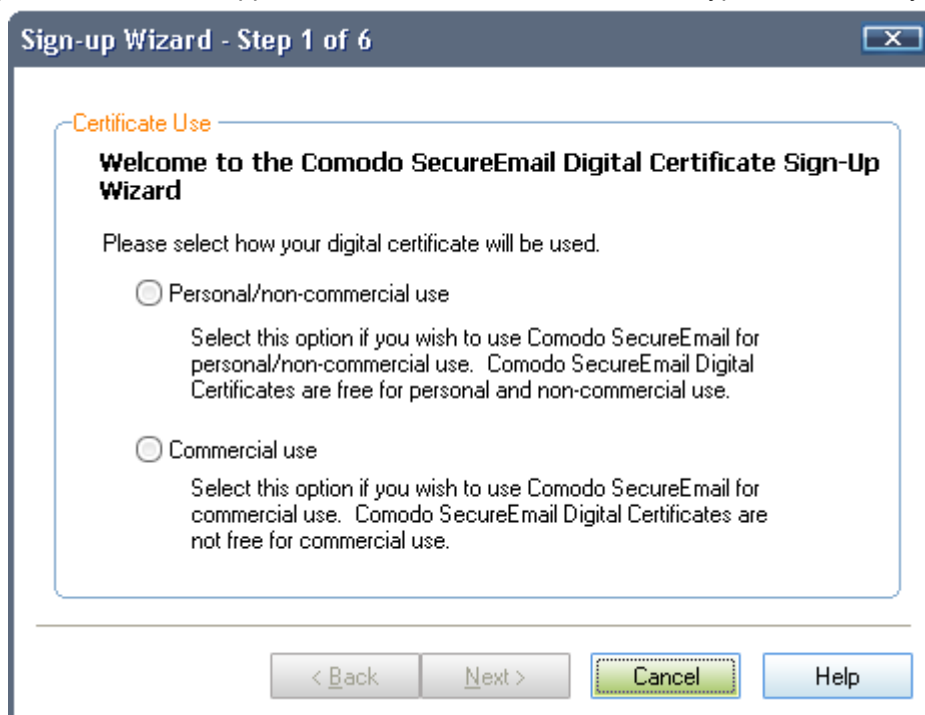 Sign-up Wizard - Step 1 of 6
Certificate Use
Welcome to the Comodo SecureEmail Digital Certificate Sign-Up
Wizard
Please select how your digital certificate will be used.
Personal/non-commercial use
Select this option if you wish to use Comodo SecureEmail for
personal/non-commercial use.  Comodo SecureEmail Digital
Certificates are free for personal and non-commercial use.
Commercial use
Select this option if you wish to use Comodo SecureEmail for
commercial use.  Comodo SecureEmail Digital Certificates are
not free for commercial use.
< Back Next > Cancel Help